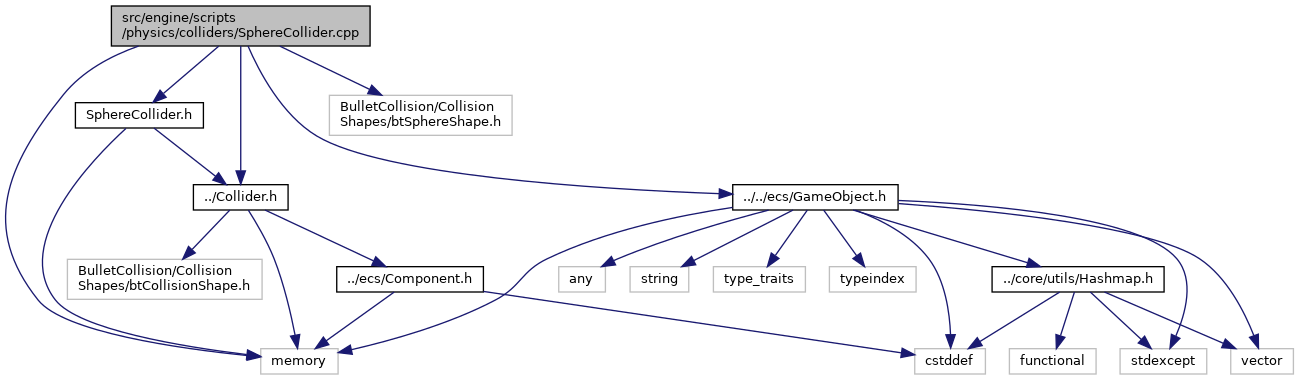 src/engine/scripts
/physics/colliders/SphereCollider.cpp
SphereCollider.h
BulletCollision/Collision
Shapes/btSphereShape.h
../Collider.h
../../ecs/GameObject.h
BulletCollision/Collision
Shapes/btCollisionShape.h
../ecs/Component.h
any
string
type_traits
typeindex
../core/utils/Hashmap.h
memory
cstddef
functional
stdexcept
vector